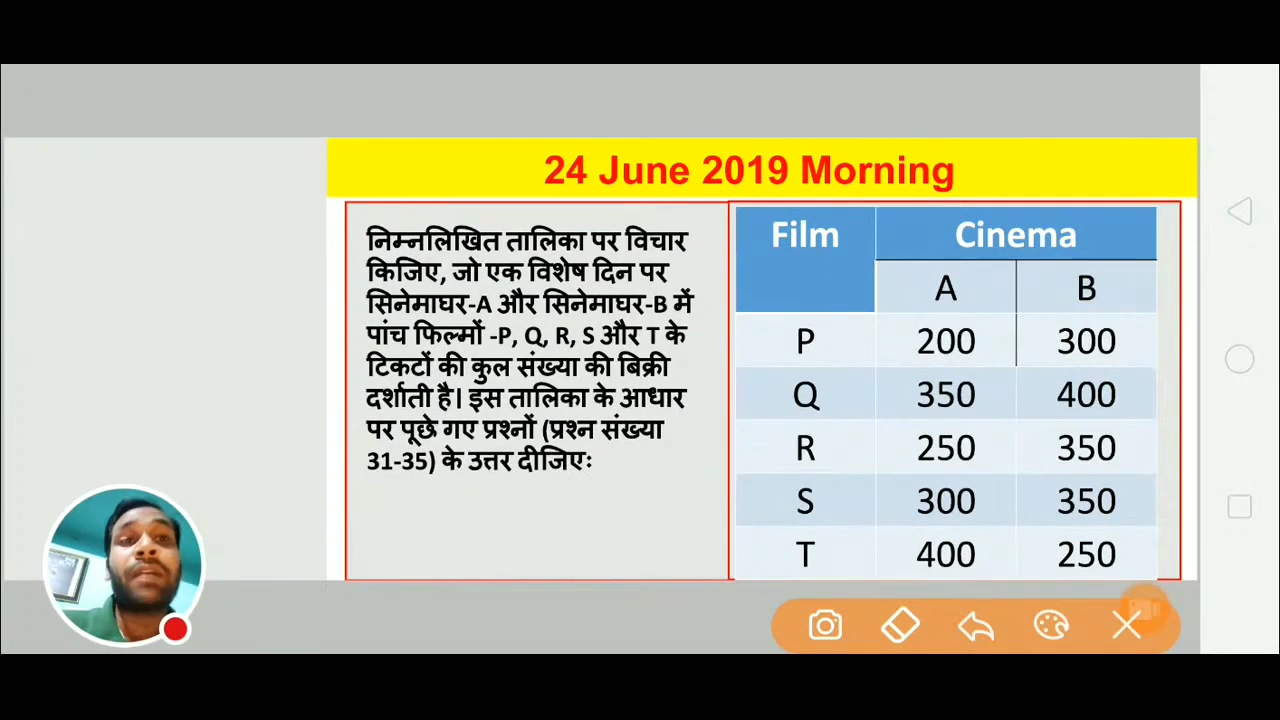 24 June 2019 Morning
निम्नलिखित तालिका पर विचार
किजिए, जो एक विशेष दिन पर
सिनेमाघर-A और सिनेमाघर-B में
पांच फिल्मों -P, Q, R, S और T के
टिकटों की कुल संख्या की बिक्री
दर्शाती है। इस तालिका के आधार
पर पूछे गए प्रश्नों (प्रश्न संख्या
31-35) के उत्तर दीजिएः
Film Cinema
A B
P 200 300
Q 350 400
R 250 350
S 300 350
T 400 250